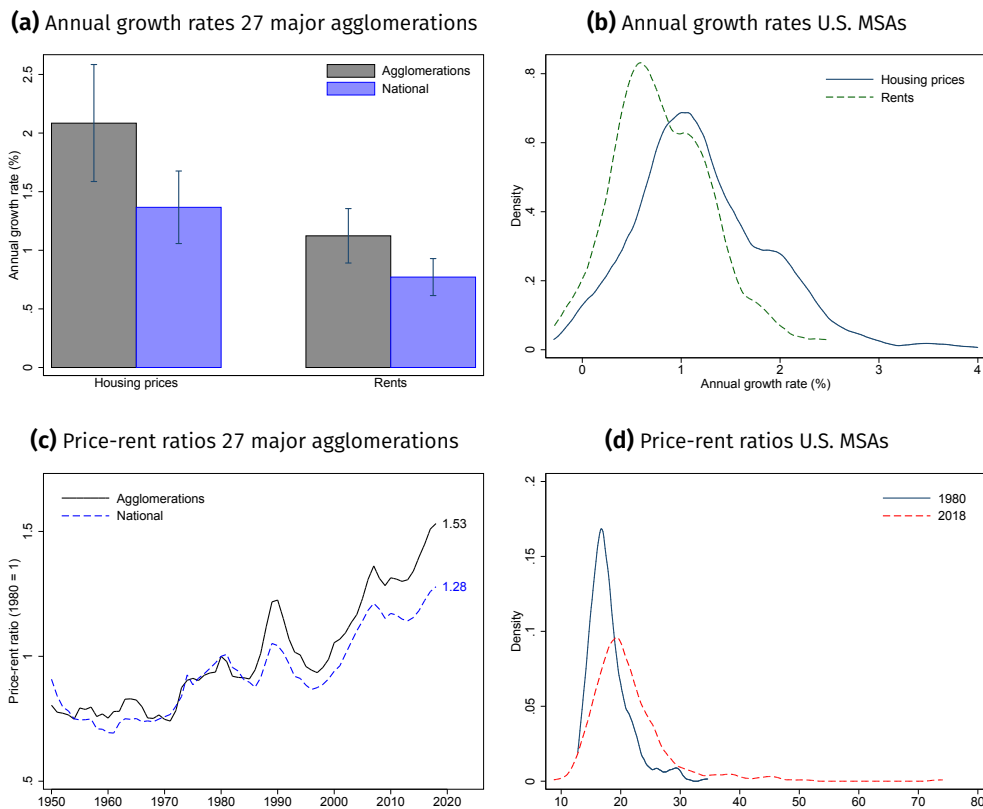 (a) Annual growth rates 27 major agglomerations
Annual growth rate (%)
2.5
2
1.5
1
.5
0
Agglomerations
National
Housing prices
Rents
(b) Annual growth rates U.S. MSAs
Density
.8
.6
.4
.2
0
Housing prices
Rents
0 1 2 3 4
Annual growth rate (%)
(c) Price-rent ratios 27 major agglomerations
Price-rent ratio (1980 = 1)
1.5
1
.5
Agglomerations
National
1.53
1.28
1950 1960 1970 1980 1990 2000 2010 2020
(d) Price-rent ratios U.S. MSAs
Density
.2
.15
.1
.05
0
1980
2018
10 20 30 40 50 60 70 80